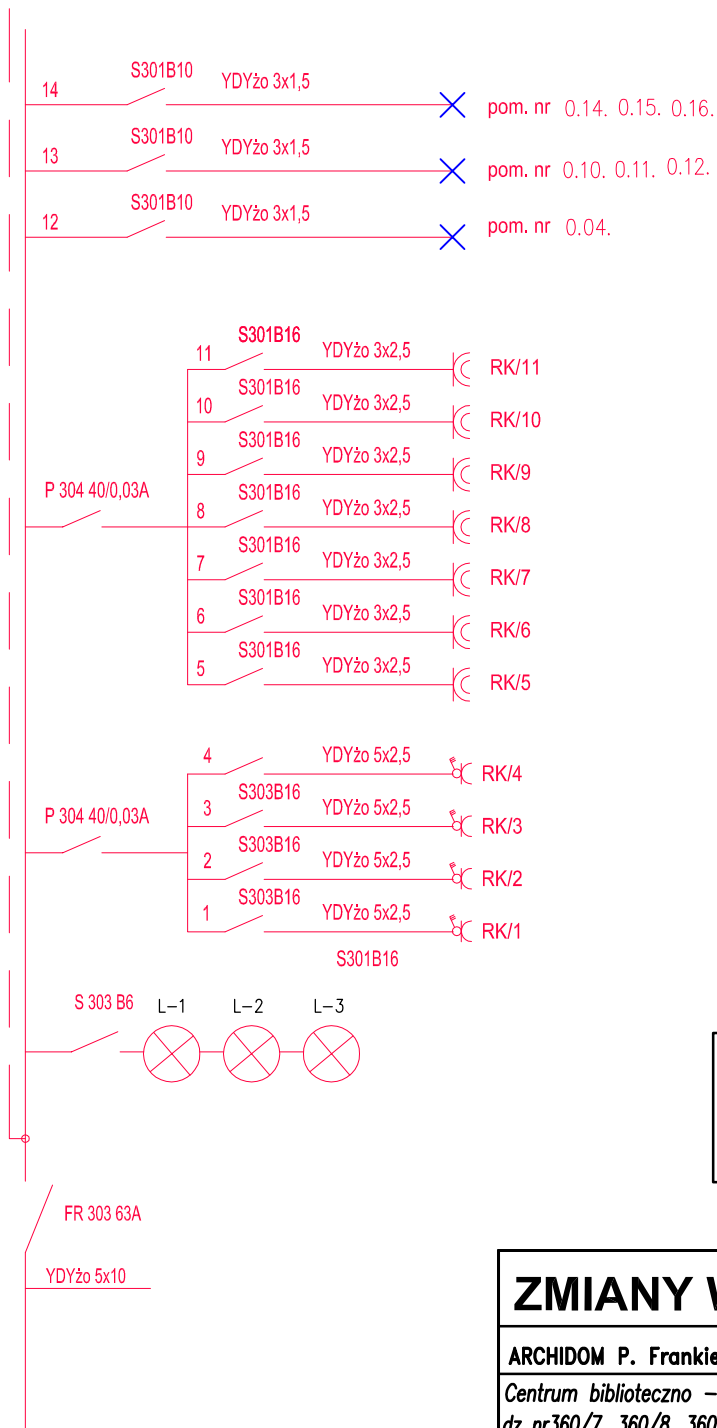 14 S301B10 YDYżo 3x1,5 pom. nr 0.14. 0.15. 0.16.
13 S301B10 YDYżo 3x1,5 pom. nr 0.10. 0.11. 0.12.
12 S301B10 YDYżo 3x1,5 pom. nr 0.04.
11 S301B16 YDYżo 3x2,5 RK/11
10 S301B16 YDYżo 3x2,5 RK/10
9 S301B16 YDYżo 3x2,5 RK/9
P 304 40/0,03A
8 S301B16 YDYżo 3x2,5 RK/8
7 S301B16 YDYżo 3x2,5 RK/7
6 S301B16 YDYżo 3x2,5 RK/6
5 S301B16 YDYżo 3x2,5 RK/5
4 YDYżo 5x2,5 RK/4
3 S303B16 YDYżo 5x2,5 RK/3
P 304 40/0,03A
2 S303B16 YDYżo 5x2,5 RK/2
1 S303B16 YDYżo 5x2,5 RK/1
S301B16
S 303 B6 L-1 L-2 L-3
FR 303 63A
YDYżo 5x10
ZMIANY
ARCHIDOM P. Frankie
Centrum biblioteczno -
dz. nr360/7, 360/8, 360